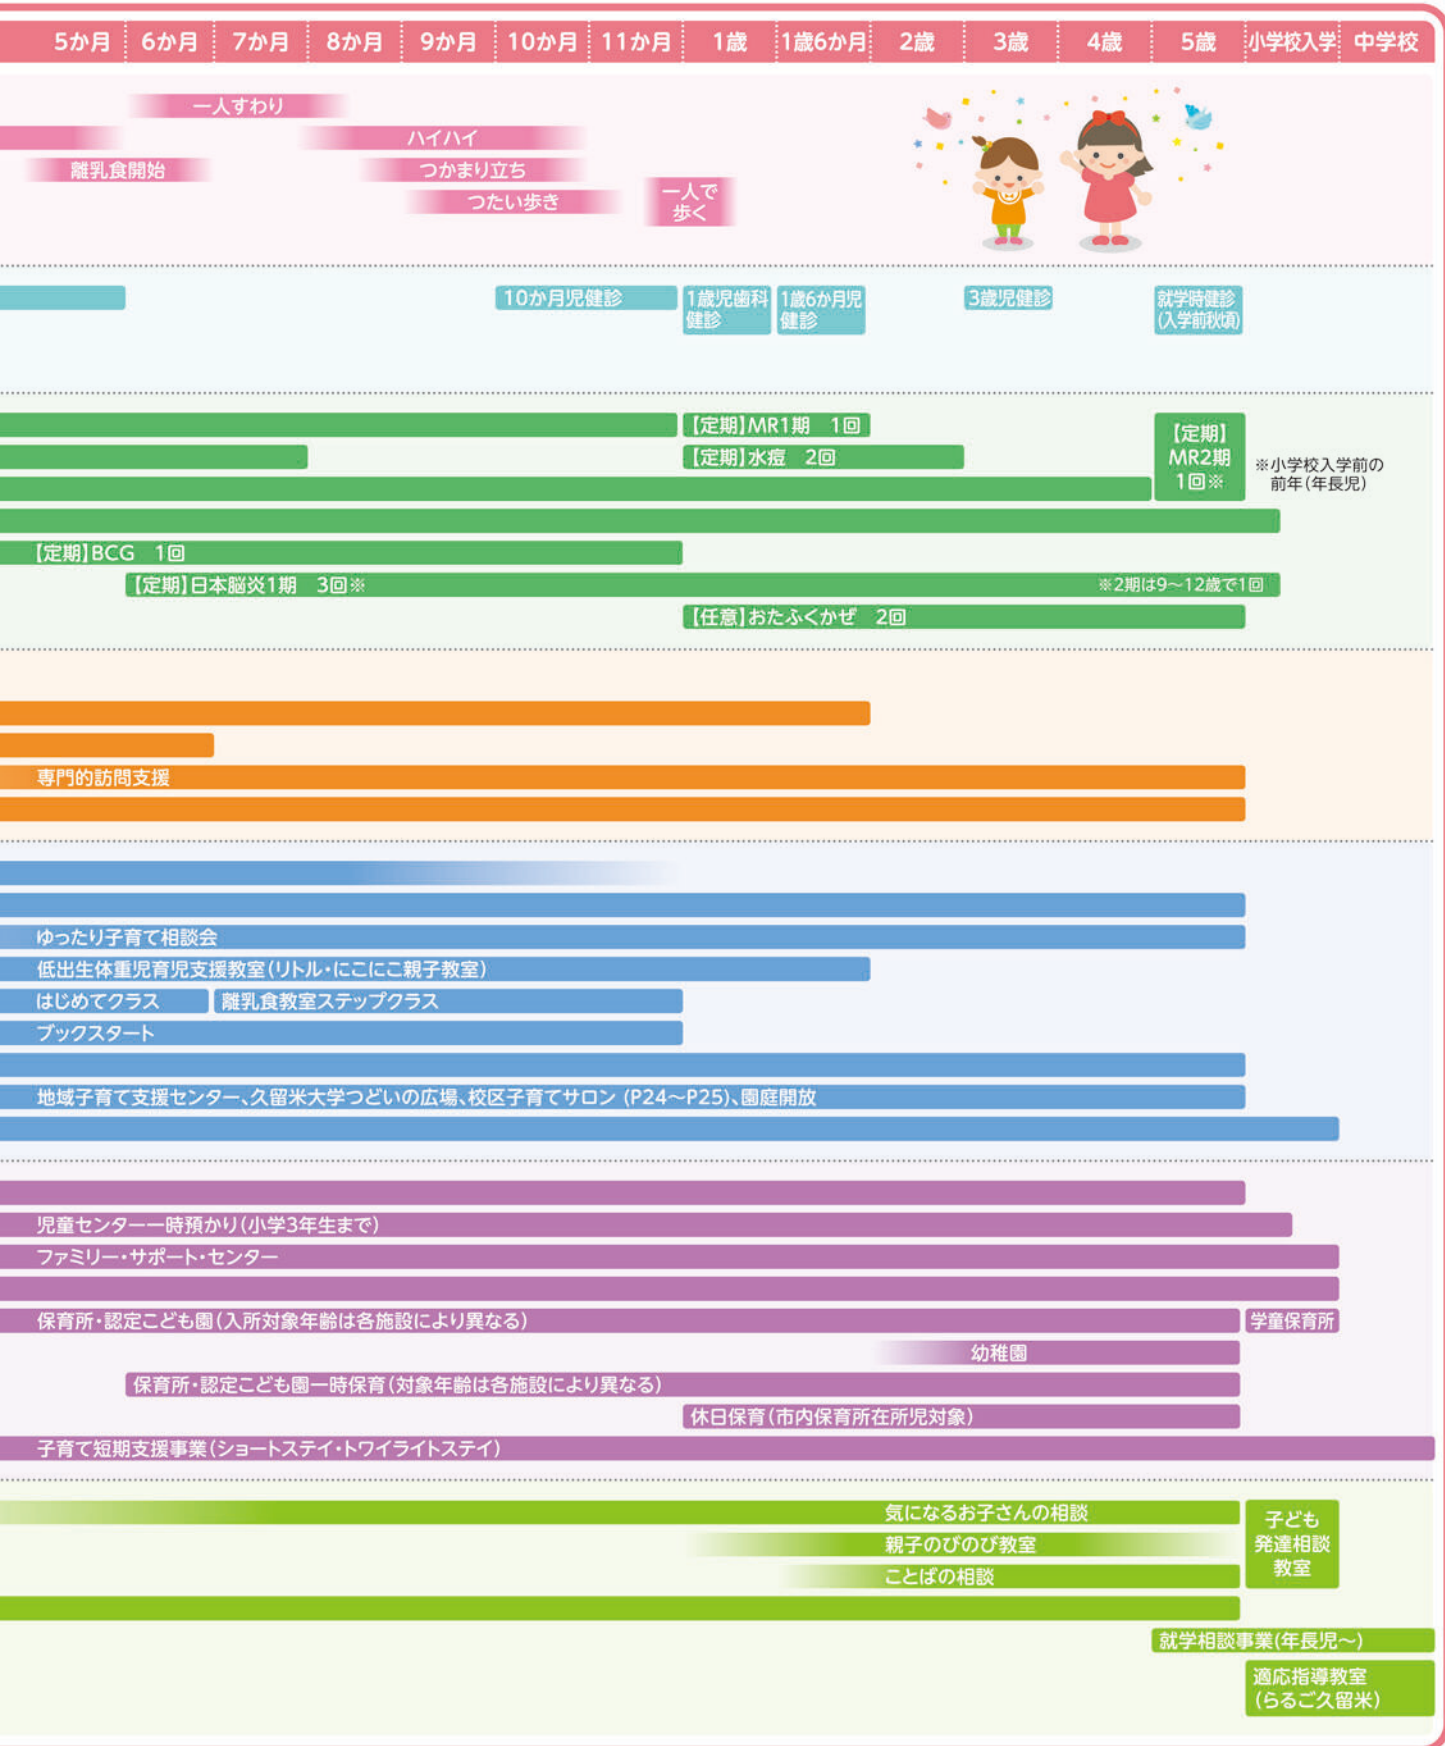 5か月 6か月 7か月 8か月 9か月 10か月 11か月 1歳 1歳6か月 2歳 3歳 4歳 5歳 小学校入学 中学校
一人すわり
ハイハイ
離乳食開始
つかまり立ち
つたい歩き
一人で
歩く
10か月児健診
1歳児歯科
健診
1歳6か月児
健診
3歳児健診
就学時健診
(入学前秋頃)
【定期】MR1期 1回
【定期】水痘 2回
【定期】
MR2期
1回※
※小学校入学前の
前年(年長児)
【定期】BCG 1回
【定期】日本脳炎1期 3回※
※2期は9〜12歳で1回
【任意】おたふくかぜ 2回
専門的訪問支援
ゆったり子育て相談会
低出生体重児育児支援教室(リトル・にこにこ親子教室)
はじめてクラス
離乳食教室ステップクラス
ブックスタート
地域子育て支援センター、久留米大学つどいの広場、校区子育てサロン (P24〜P25)、園庭開放
児童センター一時預かり(小学3年生まで)
ファミリー・サポート・センター
保育所・認定こども園(入所対象年齢は各施設により異なる)
学童保育所
幼稚園
保育所・認定こども園一時保育(対象年齢は各施設により異なる)
休日保育(市内保育所在所児対象)
子育て短期支援事業(ショートステイ・トワイライトステイ)
気になるお子さんの相談
親子のびのび教室
ことばの相談
子ども
発達相談
教室
就学相談事業(年長児〜)
適応指導教室
(らるご久留米)